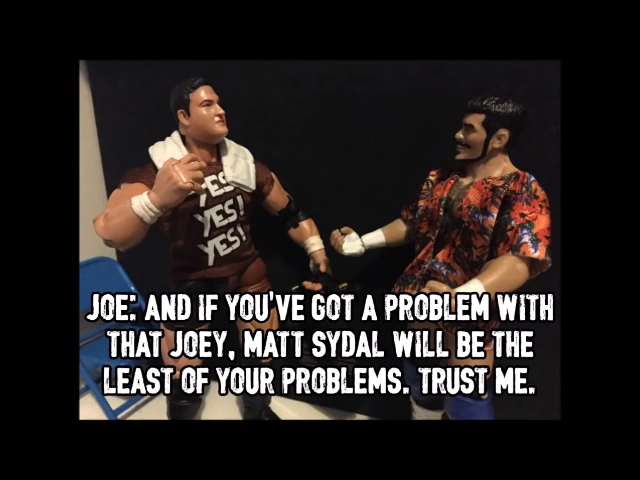 YES!
YES!
YES!
JOE: AND IF YOU'VE GOT A PROBLEM WITH
THAT JOEY, MATT SYDAL WILL BE THE
LEAST OF YOUR PROBLEMS. TRUST ME.